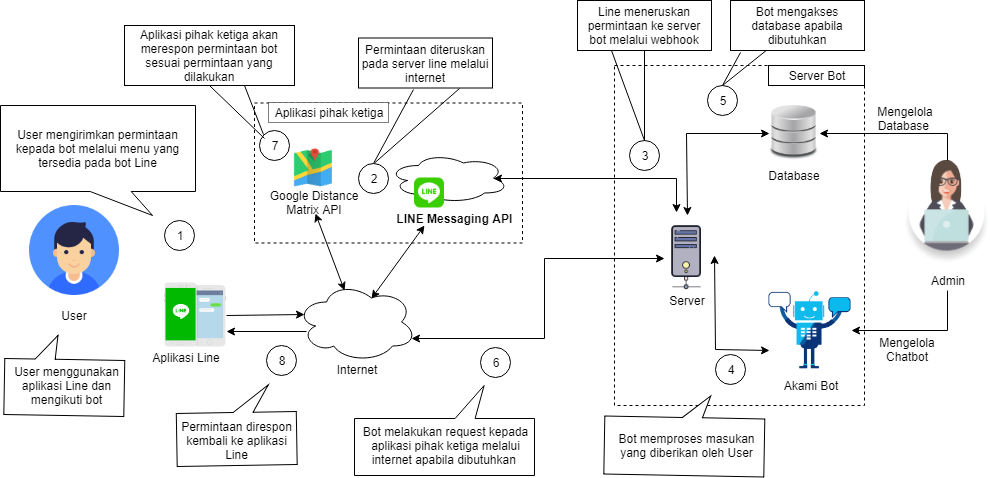 Aplikasi pihak ketiga akan
merespon permintaan bot
sesuai permintaan yang
dilakukan
Permintaan diteruskan
pada server line melalui
internet
Line meneruskan
permintaan ke server
bot melalui webhook
Bot mengakses
database apabila
dibutuhkan
Server Bot
5
Aplikasi pihak ketiga
User mengirimkan permintaan
kepada bot melalui menu yang
tersedia pada bot Line
7
2
3
Mengelola
Database
Database
Google Distance
Matrix API
LINE
LINE Messaging API
1
User
Server
Admin
LINE
Aplikasi Line
Internet
8
6
4
Akami Bot
Mengelola
Chatbot
User menggunakan
aplikasi Line dan
mengikuti bot
Permintaan direspon
kembali ke aplikasi
Line
Bot melakukan request kepada
aplikasi pihak ketiga melalui
internet apabila dibutuhkan
Bot memproses masukan
yang diberikan oleh User